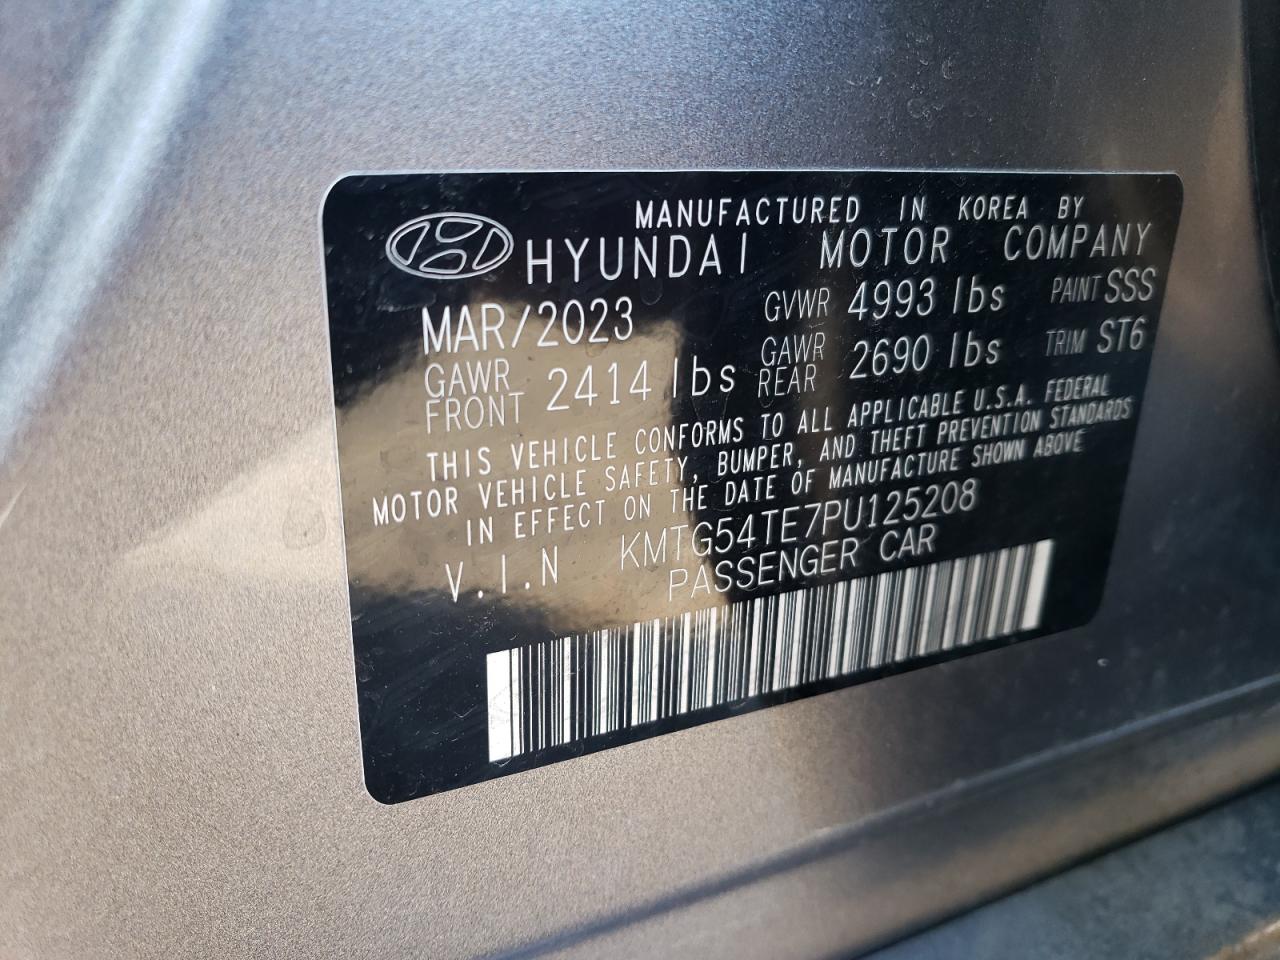 MANUFACTURED IN KOREA BY
HYUNDAI MOTOR COMPANY
MAR/2023 GVWR 4993 lbs PAINT SSS
GAWR FRONT 2414 lbs GAWR REAR 2690 lbs TRIM ST6
THIS VEHICLE CONFORMS TO ALL APPLICABLE U.S.A. FEDERAL
MOTOR VEHICLE SAFETY, BUMPER, AND THEFT PREVENTION STANDARDS
IN EFFECT ON THE DATE OF MANUFACTURE SHOWN ABOVE
V.I.N KMTG54TE7PU125208
PASSENGER CAR